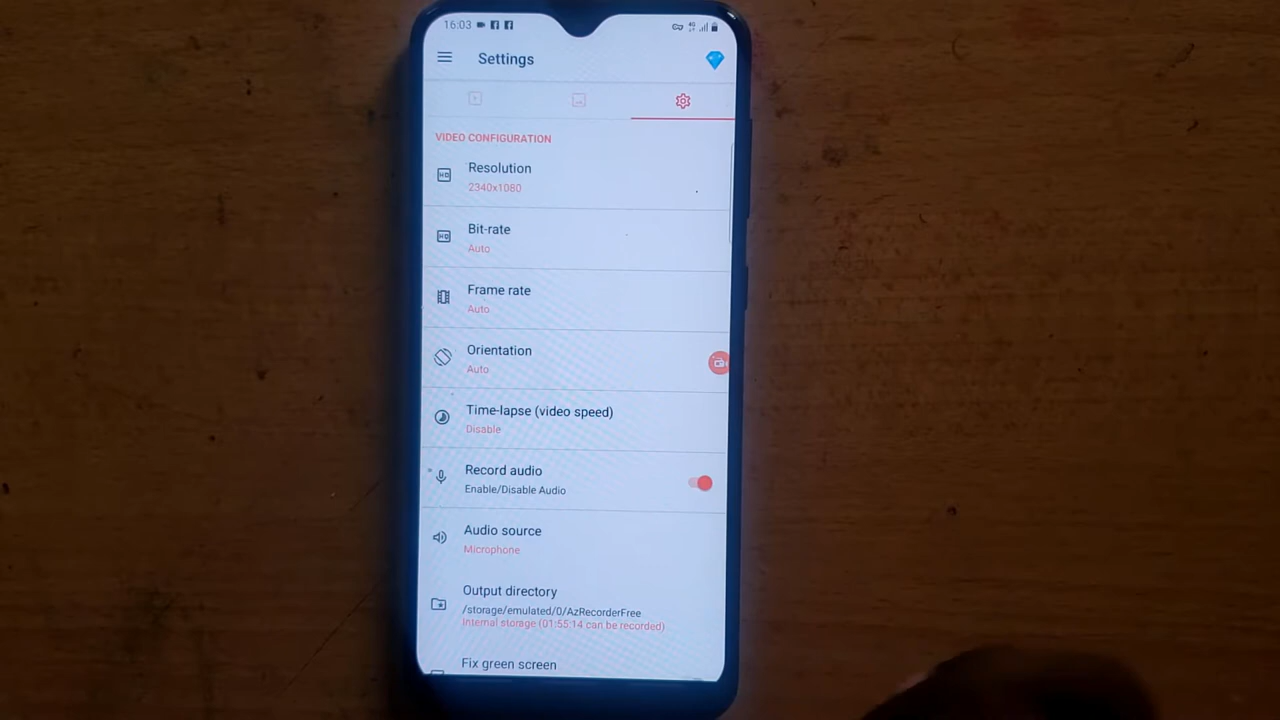 16:03
4G
Settings
VIDEO CONFIGURATION
Resolution
2340x1080
Bit-rate
Auto
Frame rate
Auto
Orientation
Auto
Time-lapse (video speed)
Disable
Record audio
Enable/Disable Audio
Audio source
Microphone
Output directory
/storage/emulated/0/AzRecorderFree
Internal storage (01:55:14 can be recorded)
Fix green screen